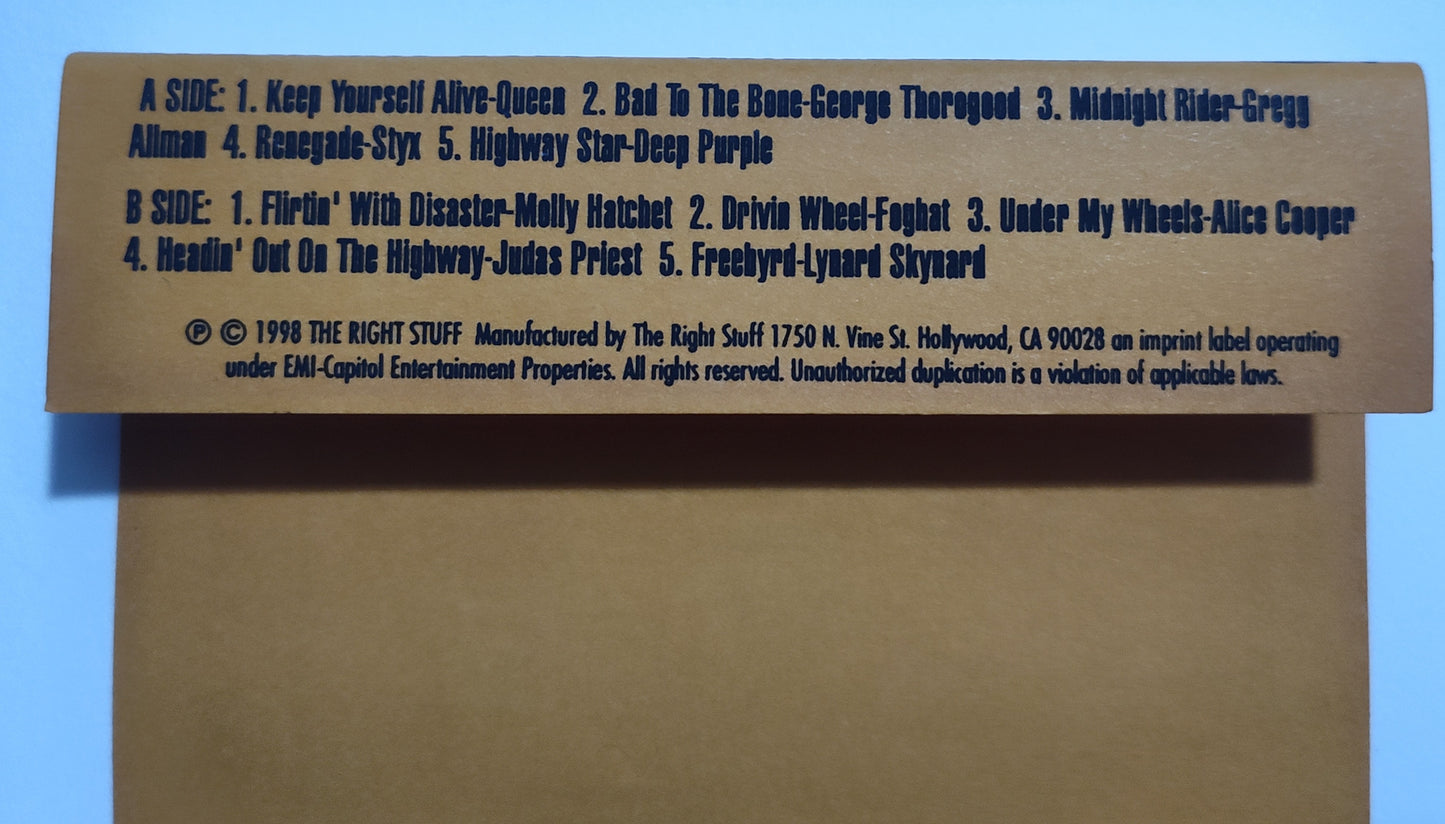 A SIDE: 1. Keep Yourself Alive-Queen 2. Bad To The Bone-George Thorogood 3. Midnight Rider-Gregg
Allman 4. Renegade-Styx 5. Highway Star-Deep Purple
B SIDE: 1. Flirtin' With Disaster-Molly Hatchet 2. Drivin Wheel-Foghat 3. Under My Wheels-Alice Cooper
4. Headin' Out On The Highway-Judas Priest 5. Freebyrd-Lynard Skynard
℗ © 1998 THE RIGHT STUFF Manufactured by The Right Stuff 1750 N. Vine St. Hollywood, CA 90028 an imprint label operating
under EMI-Capitol Entertainment Properties. All rights reserved. Unauthorized duplication is a violation of applicable laws.